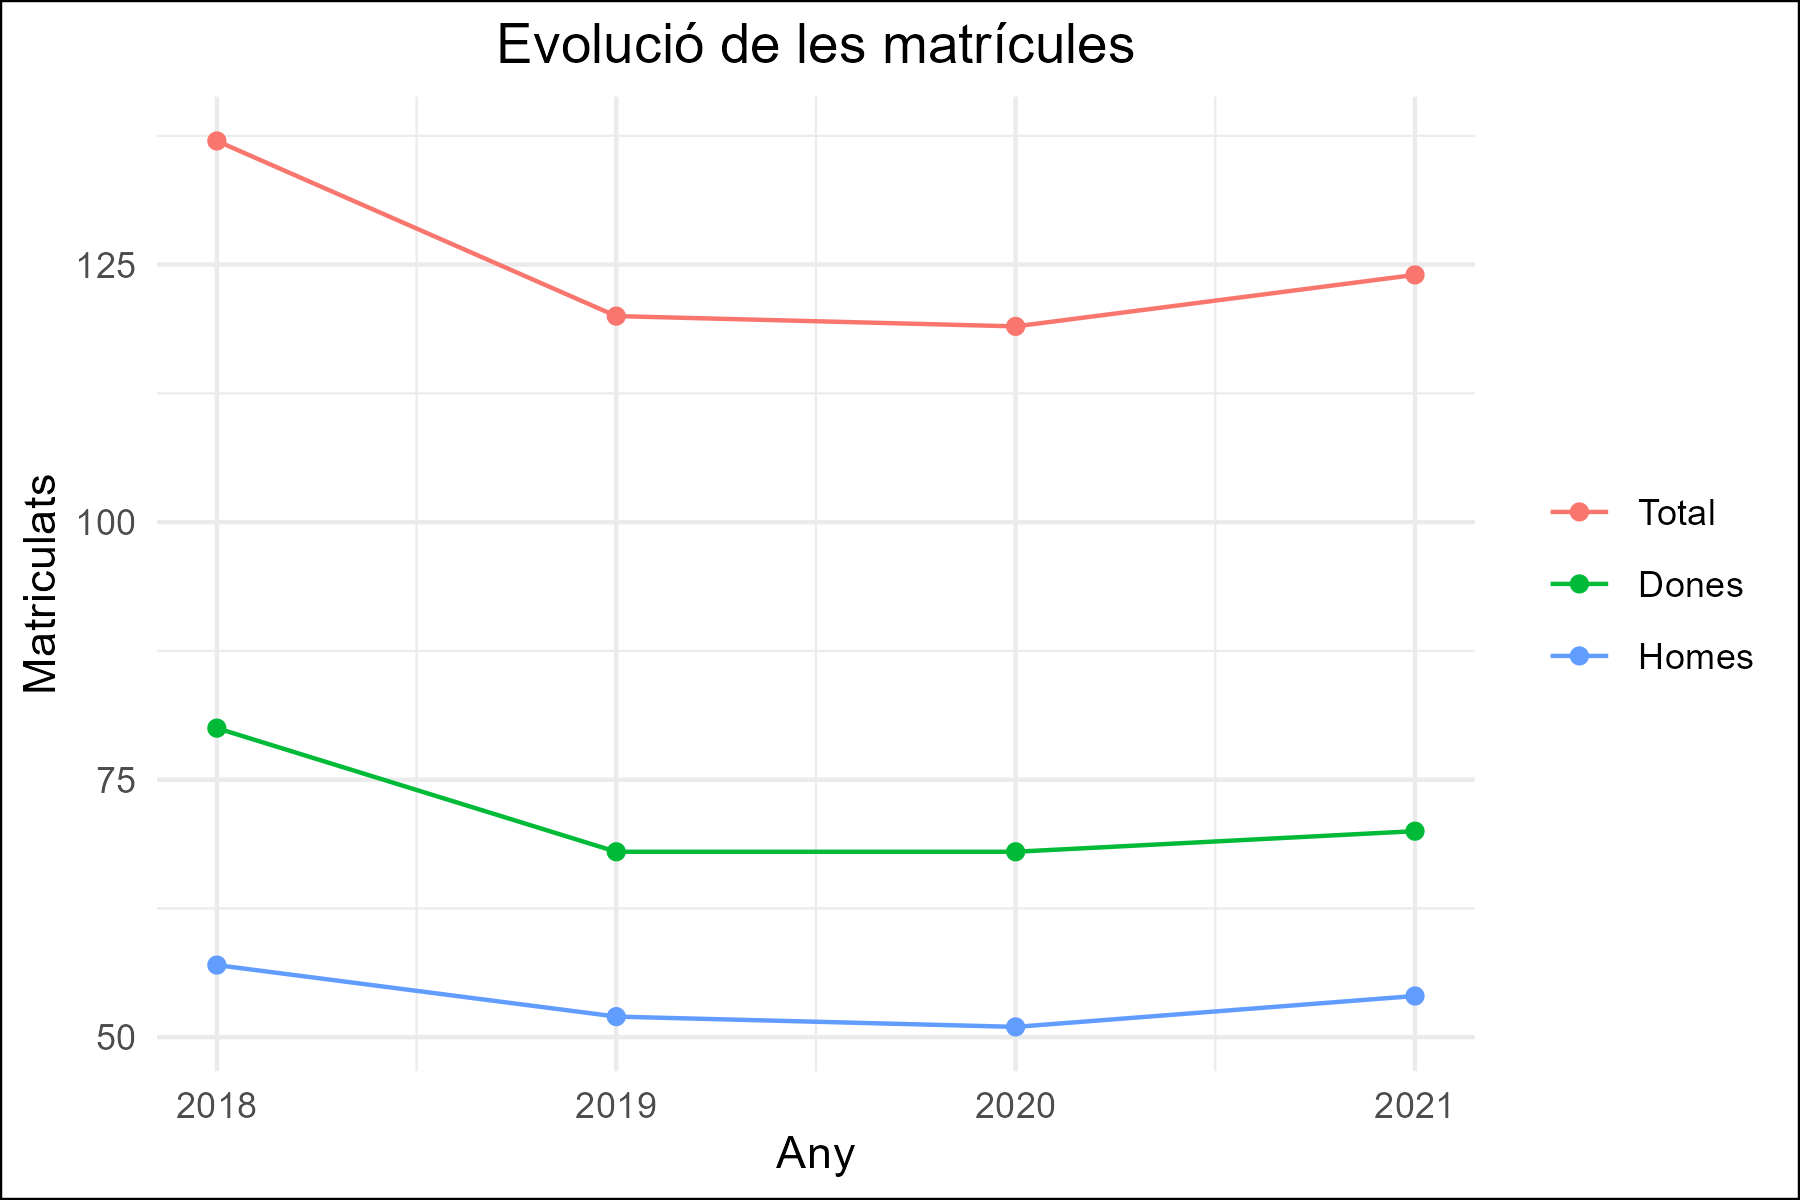 Evolució de les matrícules
Matriculats
125
100
75
50
2018 2019 2020 2021
Any
Total
Dones
Homes